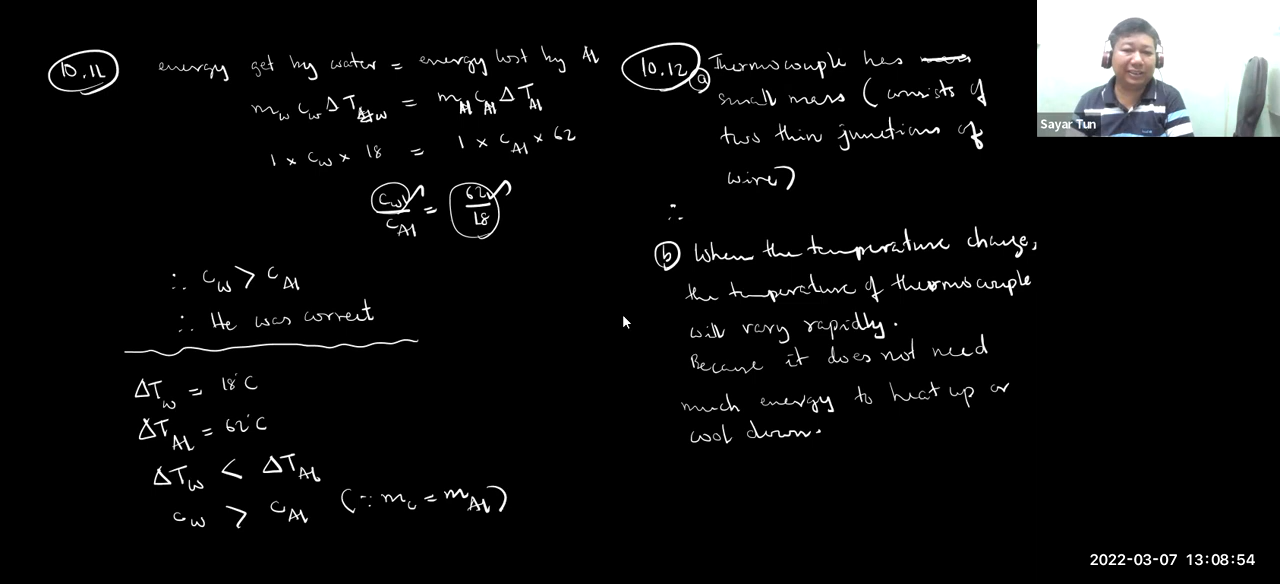 10.11
energy get by water = energy lost by Al
m_w c_w ΔT_w = m_Al c_Al ΔT_Al
1 × c_w × 18 = 1 × c_Al × 62
c_w / c_Al = 62 / 18
∴ c_w > c_Al
∴ He was correct
ΔT_w = 18°C
ΔT_Al = 62°C
ΔT_w < ΔT_Al
c_w > c_Al (∵ m_c = m_Al)
10.12
a Thermocouple has
small mass (consists of
two thin junctions of
wire)
∴
b When the temperature change,
the temperature of thermocouple
will vary rapidly.
Because it does not need
much energy to heat up or
cool down.
Sayar Tun
2022-03-07 13:08:54